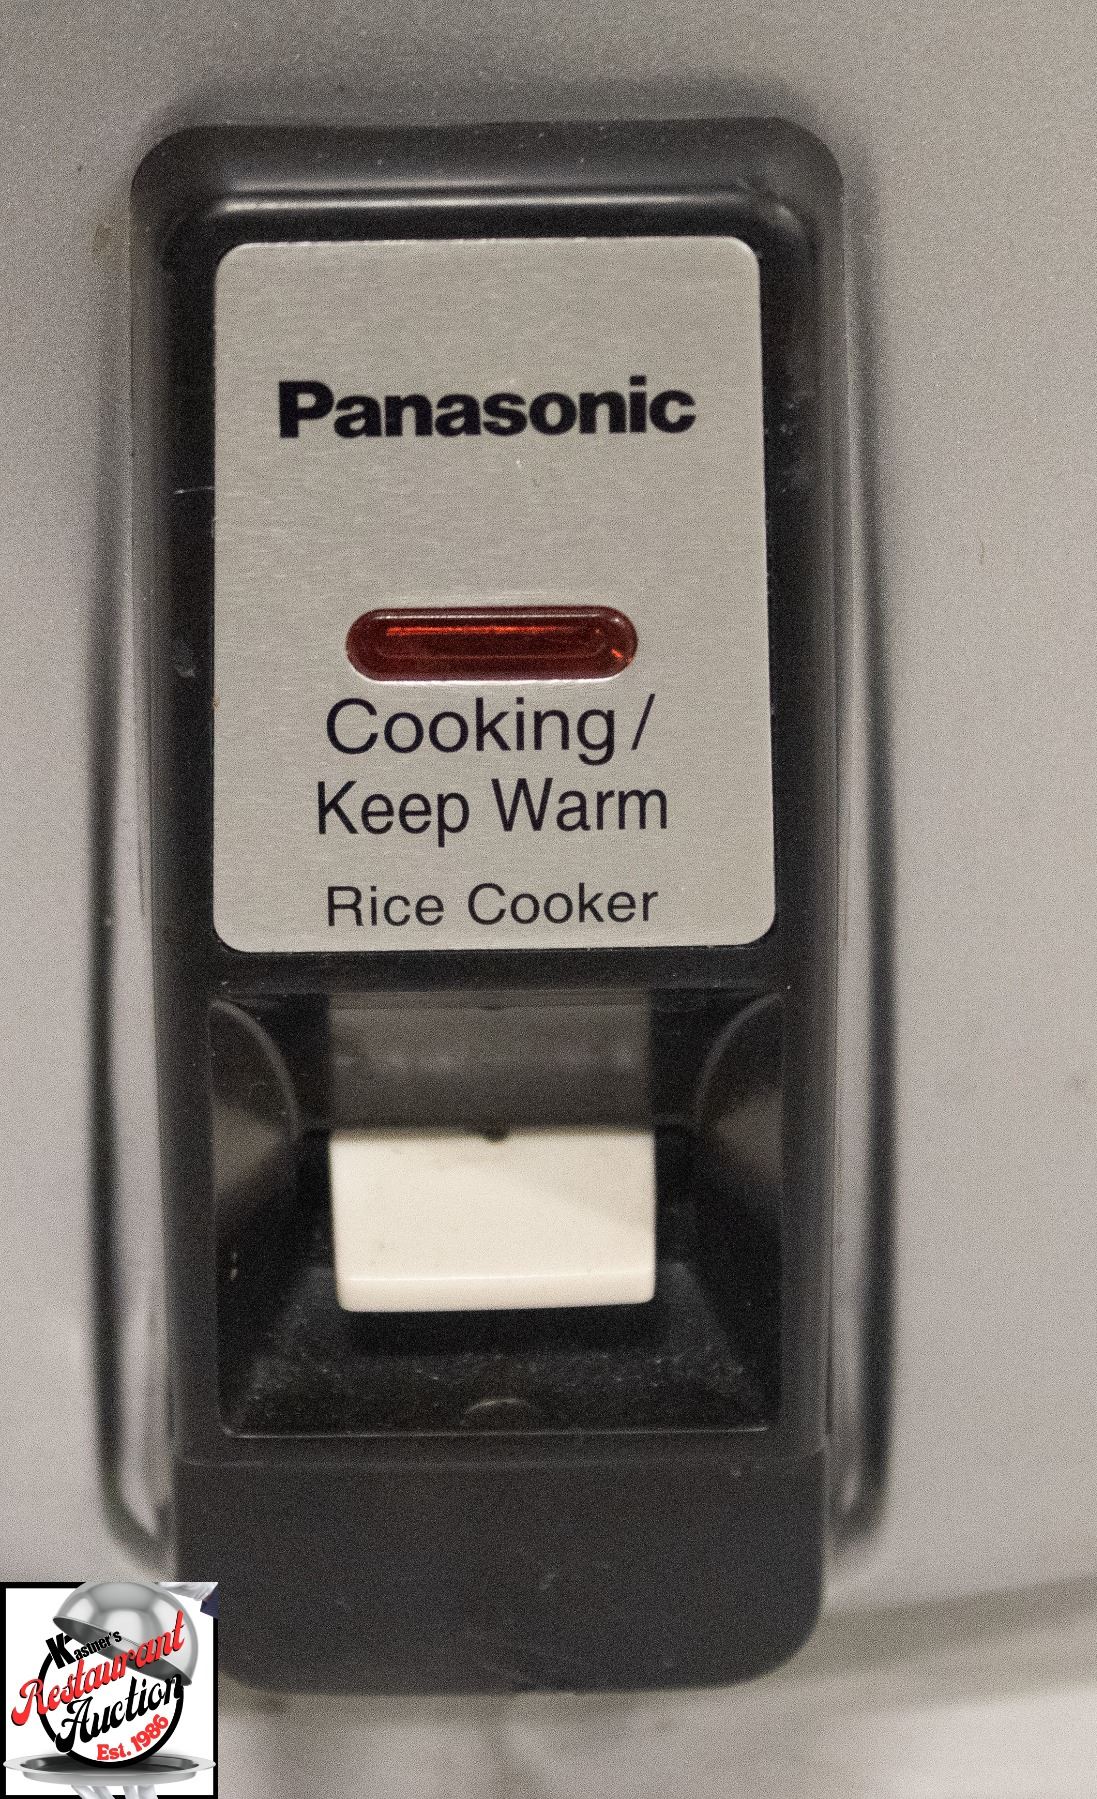 Panasonic
Cooking /
Keep Warm
Rice Cooker
Kastner's
Restaurant
Auction
Est. 1986